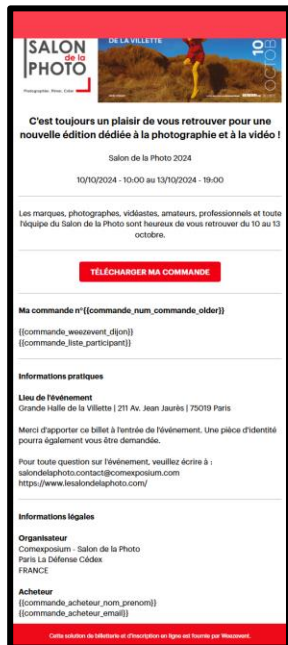 DE LA VILLETTE
SALON
de la
PHOTO
Photographier, Filmer, Créer
10
OCTOB
C'est toujours un plaisir de vous retrouver pour une
nouvelle édition dédiée à la photographie et à la vidéo !
Salon de la Photo 2024
10/10/2024 - 10:00 au 13/10/2024 - 19:00
Les marques, photographes, vidéastes, amateurs, professionnels et toute
l'équipe du Salon de la Photo sont heureux de vous retrouver du 10 au 13
octobre.
TÉLÉCHARGER MA COMMANDE
Ma commande n°{{commande_num_commande_older}}
{{commande_weezevent_dijon}}
{{commande_liste_participant}}
Informations pratiques
Lieu de l'événement
Grande Halle de la Villette | 211 Av. Jean Jaurès | 75019 Paris
Merci d'apporter ce billet à l'entrée de l'événement. Une pièce d'identité
pourra également vous être demandée.
Pour toute question sur l'événement, veuillez écrire à :
salondelaphoto.contact@comexposium.com
https://www.lesalondelaphoto.com/
Informations légales
Organisateur
Comexposium - Salon de la Photo
Paris La Défense Cédex
FRANCE
Acheteur
{{commande_acheteur_nom_prenom}}
{{commande_acheteur_email}}
Cette solution de billetterie et d'inscription en ligne est fournie par Weezevent.